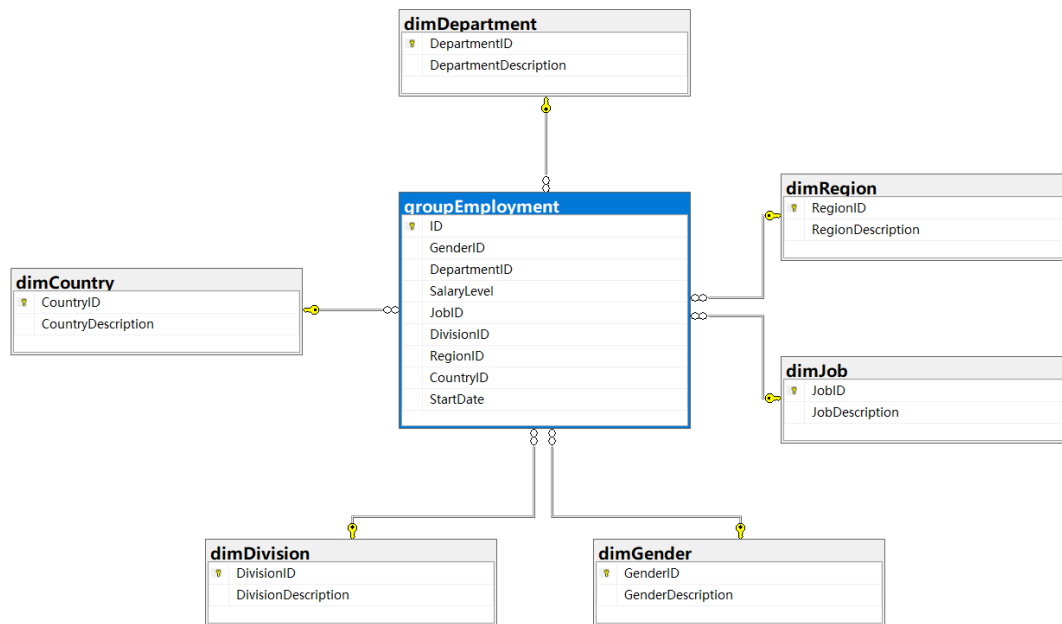 dimDepartment
DepartmentID
DepartmentDescription
groupEmployment
ID
GenderID
DepartmentID
SalaryLevel
JobID
DivisionID
RegionID
CountryID
StartDate
dimRegion
RegionID
RegionDescription
dimCountry
CountryID
CountryDescription
dimJob
JobID
JobDescription
dimDivision
DivisionID
DivisionDescription
dimGender
GenderID
GenderDescription